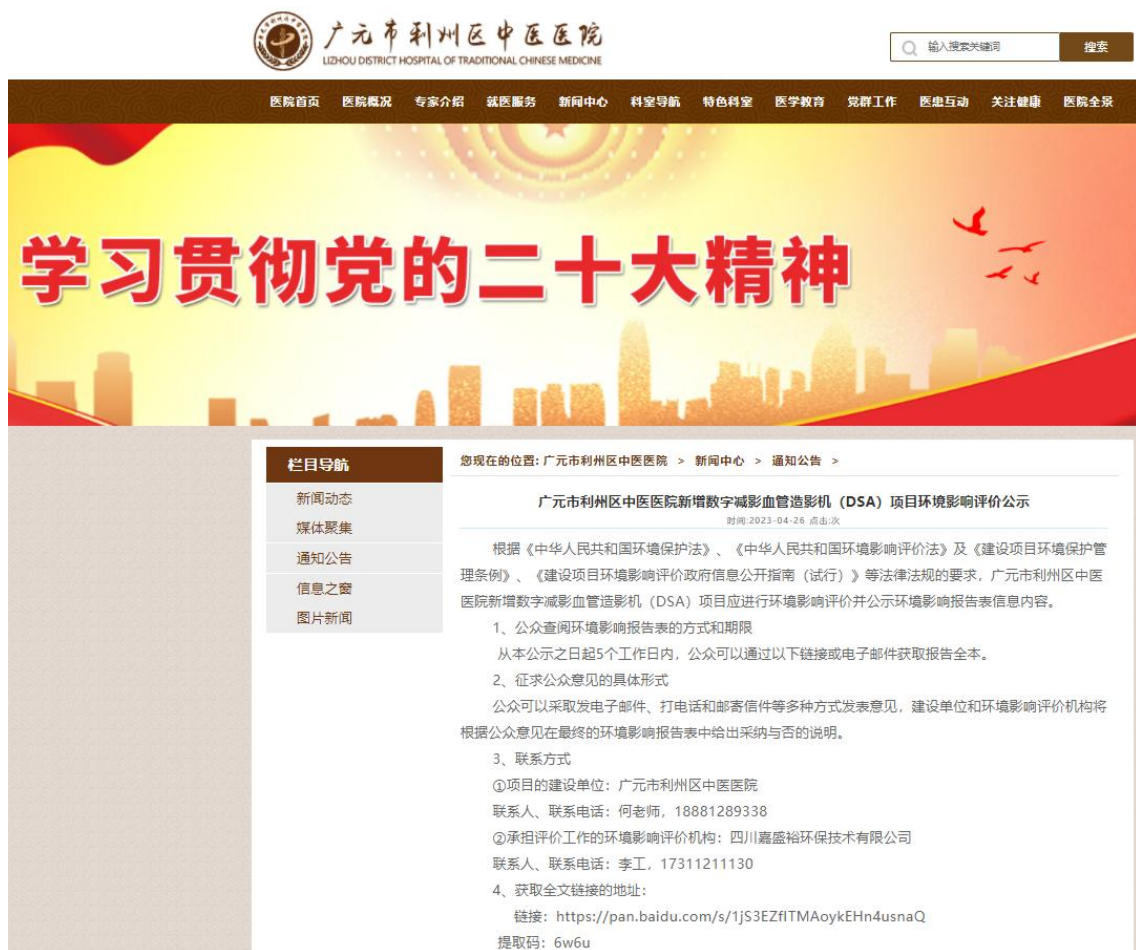 广元市利州区中医医院
LIZHOU DISTRICT HOSPITAL OF TRADITIONAL CHINESE MEDICINE
输入搜索关键词 搜索
医院首页 医院概况 专家介绍 就医服务 新闻中心 科室导航 特色科室 医学教育 党群工作 医患互动 关注健康 医院全景
学习贯彻党的二十大精神
栏目导航
新闻动态
媒体聚集
通知公告
信息之窗
图片新闻
您现在的位置: 广元市利州区中医医院 > 新闻中心 > 通知公告 >
广元市利州区中医医院新增数字减影血管造影机（DSA）项目环境影响评价公示
时间:2023-04-26 点击:次
根据《中华人民共和国环境保护法》、《中华人民共和国环境影响评价法》及《建设项目环境保护管
理条例》、《建设项目环境影响评价政府信息公开指南（试行）》等法律法规的要求，广元市利州区中医
医院新增数字减影血管造影机（DSA）项目应进行环境影响评价并公示环境影响报告表信息内容。
1、公众查阅环境影响报告表的方式和期限
从本公示之日起5个工作日内，公众可以通过以下链接或电子邮件获取报告全本。
2、征求公众意见的具体形式
公众可以采取发电子邮件、打电话和邮寄信件等多种方式发表意见，建设单位和环境影响评价机构将
根据公众意见在最终的环境影响报告表中给出采纳与否的说明。
3、联系方式
①项目的建设单位：广元市利州区中医医院
联系人、联系电话：何老师，18881289338
②承担评价工作的环境影响评价机构：四川嘉盛裕环保技术有限公司
联系人、联系电话：李工，17311211130
4、获取全文链接的地址：
链接：https://pan.baidu.com/s/1jS3EZfITMAoykEHn4usnaQ
提取码：6w6u